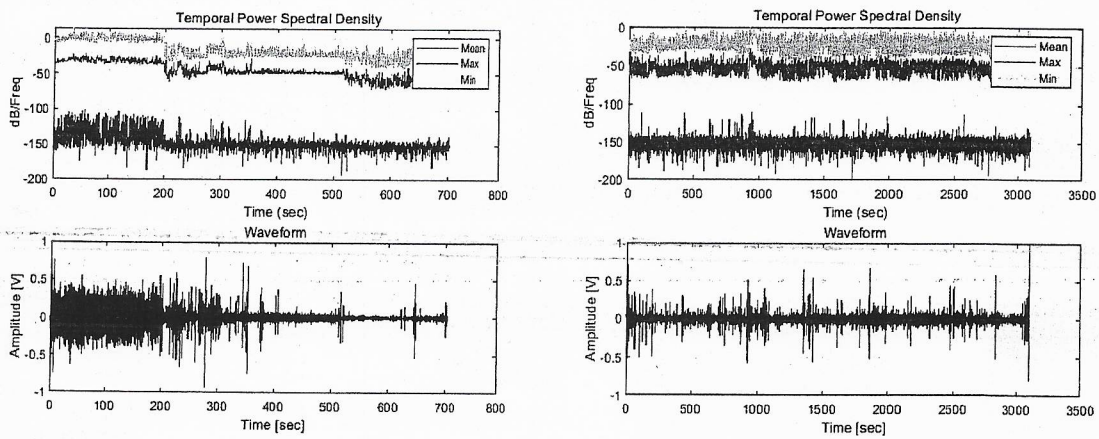 Temporal Power Spectral Density
0
-50
-100
-150
-200
dB/Freq
Mean
Max
Min
0 100 200 300 400 500 600 700 800
Time (sec)
Waveform
1
0.5
0
-0.5
-1
Amplitude [V]
0 100 200 300 400 500 600 700 800
Time [sec]
Temporal Power Spectral Density
0
-50
-100
-150
-200
dB/Freq
Mean
Max
Min
0 500 1000 1500 2000 2500 3000 3500
Time (sec)
Waveform
1
0.5
0
-0.5
-1
Amplitude [V]
0 500 1000 1500 2000 2500 3000 3500
Time [sec]